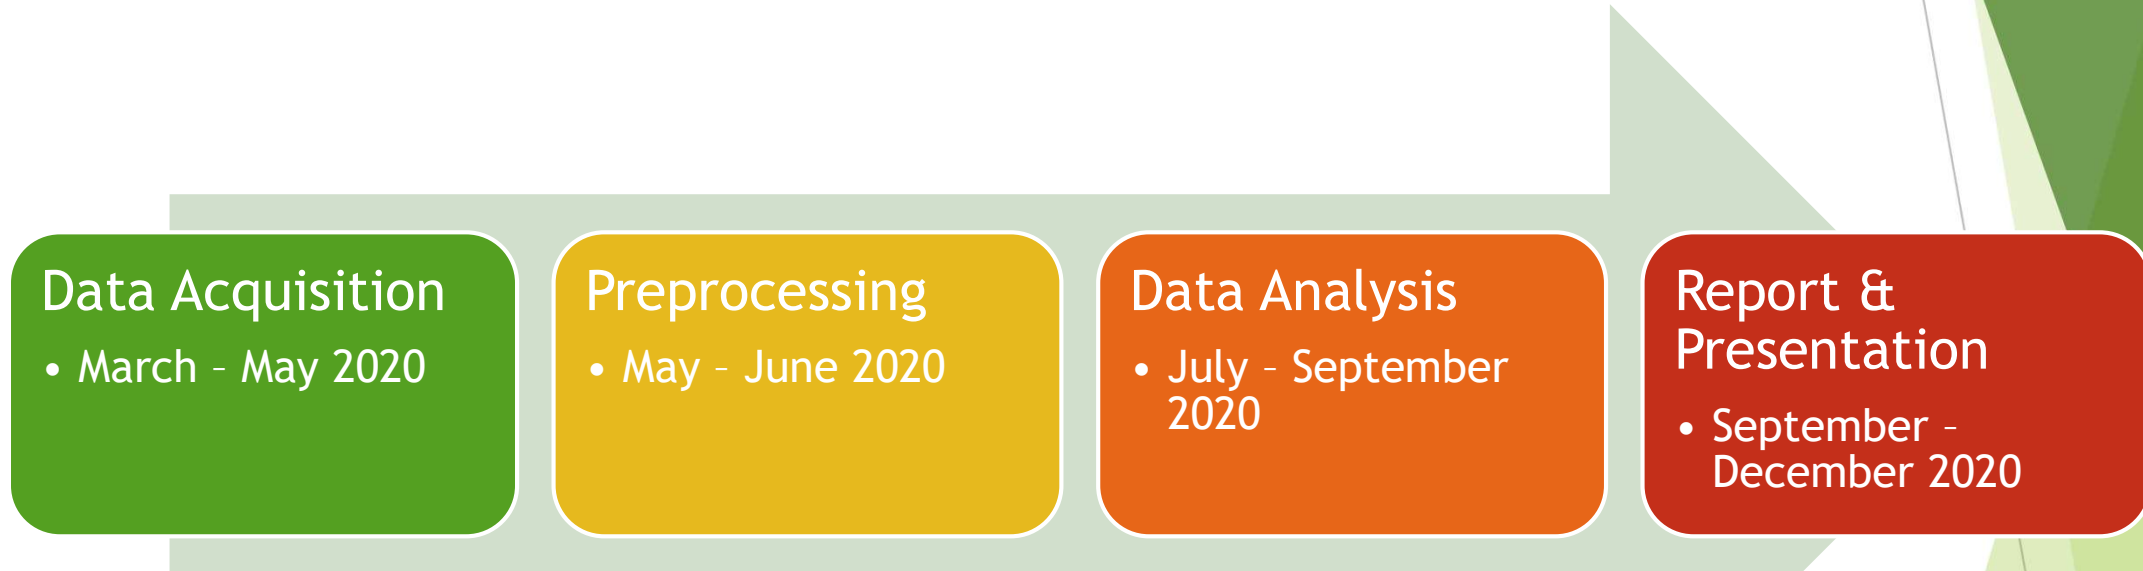 Data Acquisition
• March – May 2020
Preprocessing
• May – June 2020
Data Analysis
• July – September
2020
Report &
Presentation
• September –
December 2020